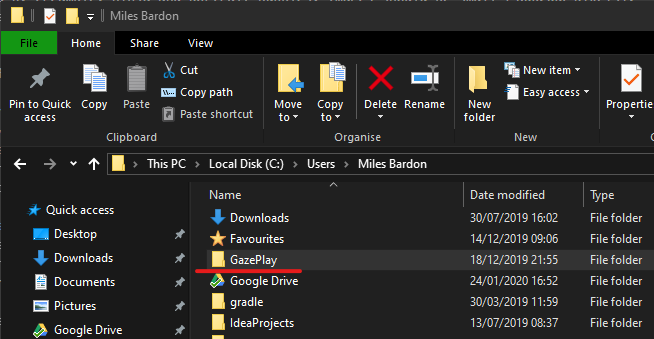 Miles Bardon
File Home Share View
Pin to Quick access
Copy
Paste
Cut
Copy path
Paste shortcut
Move to
Copy to
Delete
Rename
New folder
New item
Easy access
Properties
Clipboard
Organise
New
This PC > Local Disk (C:) > Users > Miles Bardon
Name Date modified Type
Quick access
Desktop
Downloads
Documents
Pictures
Google Drive
Downloads 30/07/2019 16:02 File folder
Favourites 14/12/2019 09:06 File folder
GazePlay 18/12/2019 21:55 File folder
Google Drive 24/01/2020 16:52 File folder
gradle 30/03/2019 11:59 File folder
IdeaProjects 13/07/2019 08:37 File folder